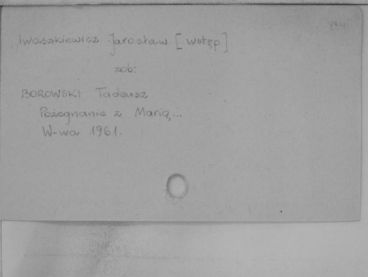 Iwaszkiewicz Jarosław [wstęp]
zob:
BOROWSKI Tadeusz
Pożegnanie z Marią...
W-wa 1961.